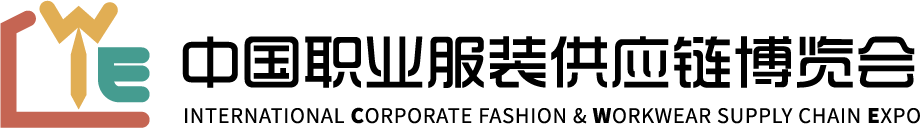 CWE
中国职业服装供应链博览会
INTERNATIONAL CORPORATE FASHION & WORKWEAR SUPPLY CHAIN EXPO